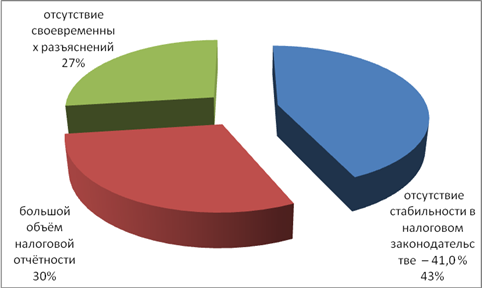 отсутствие
своевременны
х разъяснений
27%
большой
объём
налоговой
отчётности
30%
отсутствие
стабильности в
налоговом
законодательс
тве – 41,0 %
43%